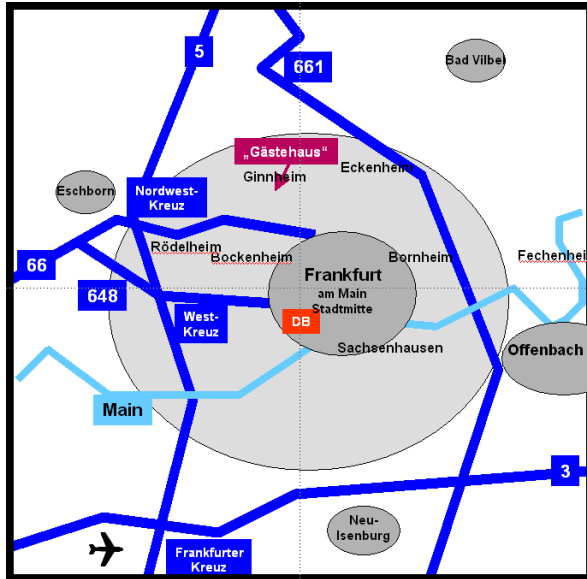 5
661
Bad Vilbel
„Gästehaus“
Eckenheim
Ginnheim
Eschborn
Nordwest-
Kreuz
Rödelheim
Bockenheim
Bornheim
Fechenhei
66
Frankfurt
am Main
Stadtmitte
648
West-
Kreuz
DB
Sachsenhausen
Offenbach
Main
3
Neu-
Isenburg
Frankfurter
Kreuz